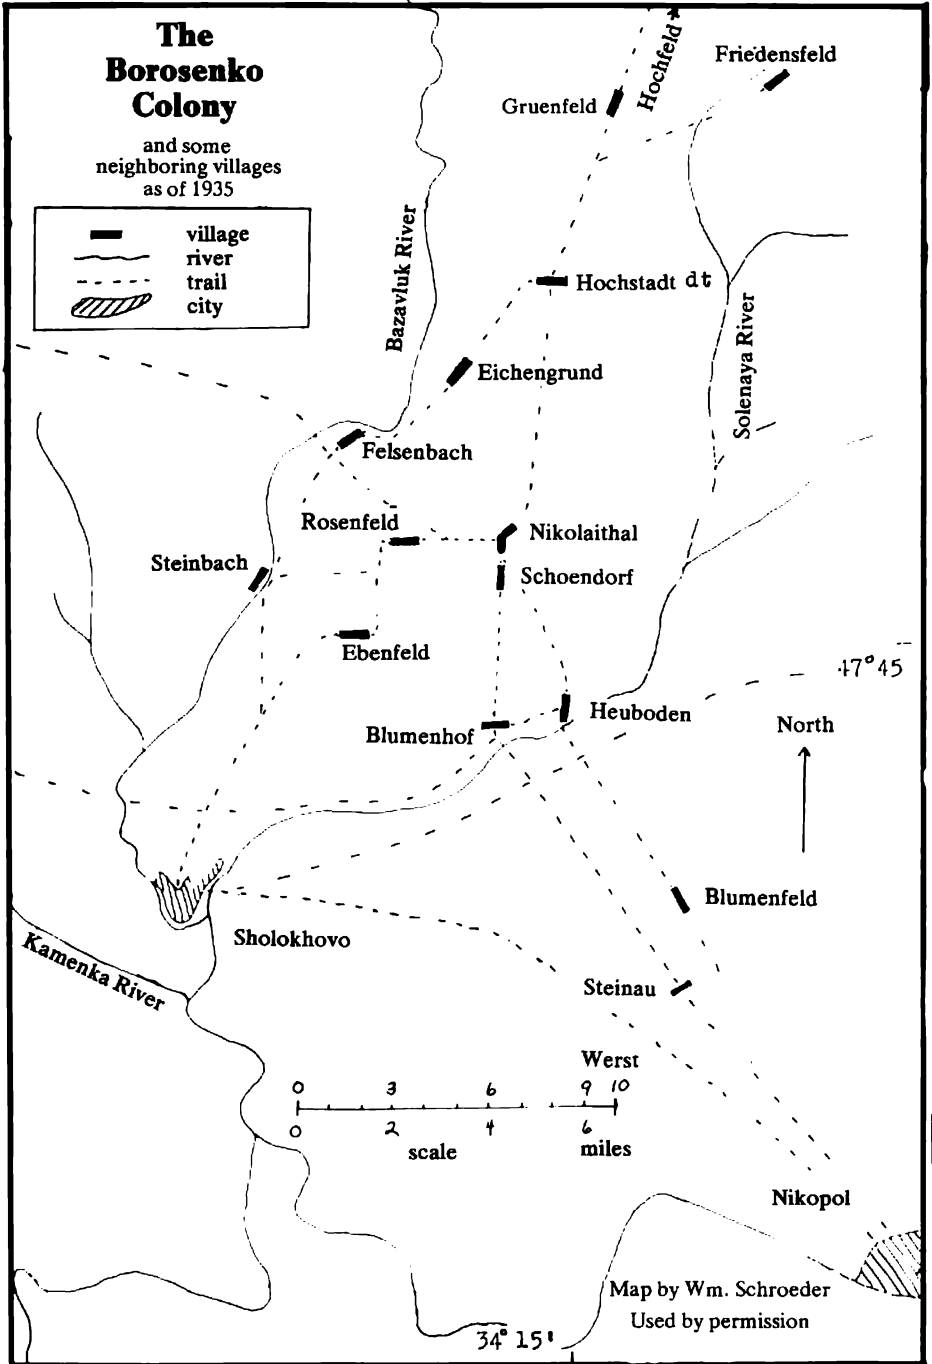 The
Borosenko
Colony
and some
neighboring villages
as of 1935
village
river
trail
city
Hochfeld
Friedensfeld
Gruenfeld
Bazavluk River
Hochstadt dt
Solenaya River
Eichengrund
Felsenbach
Rosenfeld
Nikolaithal
Steinbach
Schoendorf
Ebenfeld
47°45
Heuboden
North
Blumenhof
Blumenfeld
Sholokhovo
Kamenka River
Steinau
Werst
0 3 6 9 10
0 2 4 6
scale miles
Nikopol
Map by Wm. Schroeder
Used by permission
34° 15'